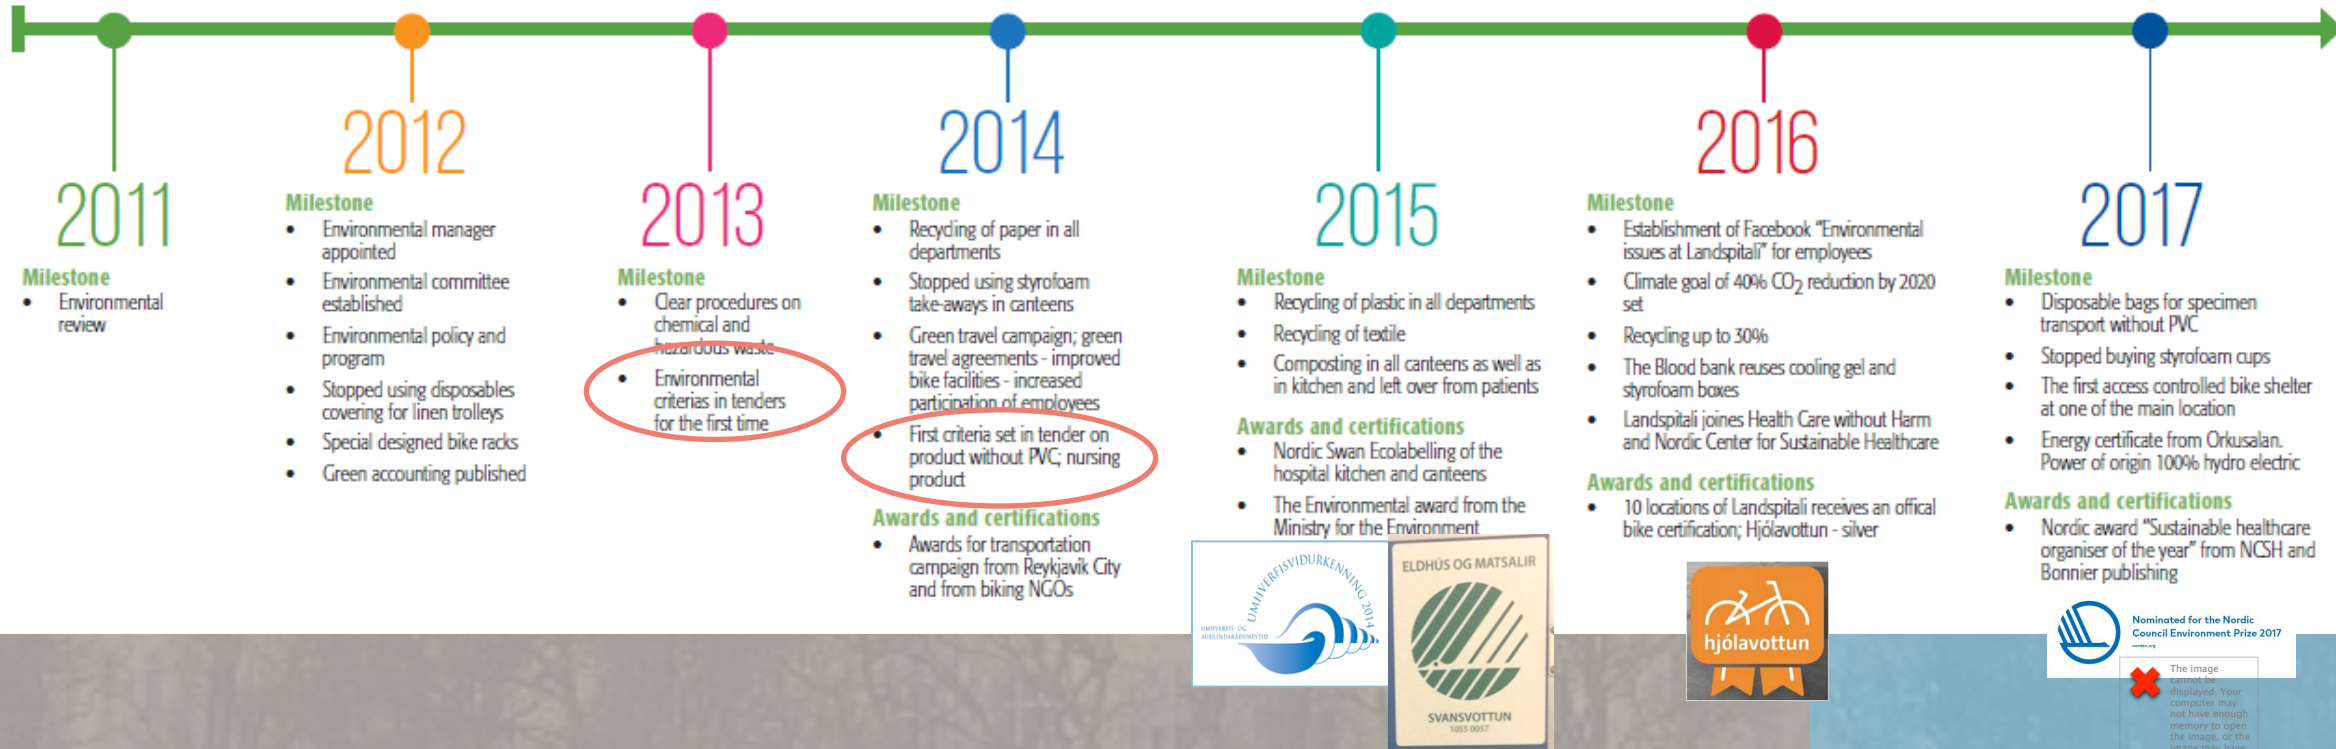 2011
Milestone
• Environmental
review
2012
Milestone
• Environmental manager
appointed
• Environmental committee
established
• Environmental policy and
program
• Stopped using disposables
covering for linen trolleys
• Special designed bike racks
• Green accounting published
2013
Milestone
• Clear procedures on
chemical and
hazardous waste
• Environmental
criterias in tenders
for the first time
2014
Milestone
• Recycling of paper in all
departments
• Stopped using styrofoam
take-aways in canteens
• Green travel campaign; green
travel agreements - improved
bike facilities - increased
participation of employees
• First criteria set in tender on
product without PVC; nursing
product
Awards and certifications
• Awards for transportation
campaign from Reykjavík City
and from biking NGOs
2015
Milestone
• Recycling of plastic in all departments
• Recycling of textile
• Composting in all canteens as well as
in kitchen and left over from patients
Awards and certifications
• Nordic Swan Ecolabelling of the
hospital kitchen and canteens
• The Environmental award from the
Ministry for the Environment
UMHVERFISVIÐURKENNING 2014
UMHVERFIS- OG
AUÐLINDARÁÐUNEYTIÐ
ELDHÚS OG MATSALIR
SVANSVOTTUN
1055 0057
2016
Milestone
• Establishment of Facebook “Environmental
issues at Landspitali” for employees
• Climate goal of 40% CO2 reduction by 2020
set
• Recycling up to 30%
• The Blood bank reuses cooling gel and
styrofoam boxes
• Landspitali joines Health Care without Harm
and Nordic Center for Sustainable Healthcare
Awards and certifications
• 10 locations of Landspitali receives an offical
bike certification; Hjólavottun - silver
hjólavottun
2017
Milestone
• Disposable bags for specimen
transport without PVC
• Stopped buying styrofoam cups
• The first access controlled bike shelter
at one of the main location
• Energy certificate from Orkusalan.
Power of origin 100% hydro electric
Awards and certifications
• Nordic award “Sustainable healthcare
organiser of the year” from NCSH and
Bonnier publishing
Nominated for the Nordic
Council Environment Prize 2017
norden.org
The image
cannot be
displayed. Your
computer may
not have enough
memory to open
the image, or the
image may have